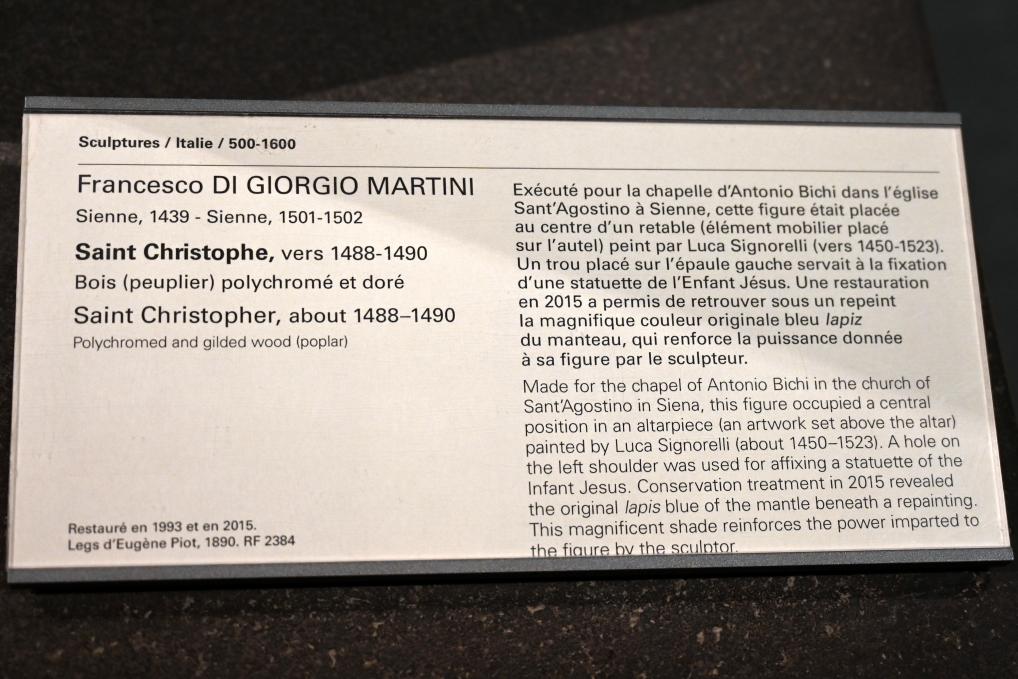 Sculptures / Italie / 500-1600
Francesco DI GIORGIO MARTINI
Sienne, 1439 - Sienne, 1501-1502
Saint Christophe, vers 1488-1490
Bois (peuplier) polychromé et doré
Saint Christopher, about 1488–1490
Polychromed and gilded wood (poplar)
Restauré en 1993 et en 2015.
Legs d'Eugène Piot, 1890. RF 2384
Exécuté pour la chapelle d'Antonio Bichi dans l'église
Sant'Agostino à Sienne, cette figure était placée
au centre d'un retable (élément mobilier placé
sur l'autel) peint par Luca Signorelli (vers 1450-1523).
Un trou placé sur l'épaule gauche servait à la fixation
d'une statuette de l'Enfant Jésus. Une restauration
en 2015 a permis de retrouver sous un repeint
la magnifique couleur originale bleu lapiz
du manteau, qui renforce la puissance donnée
à sa figure par le sculpteur.
Made for the chapel of Antonio Bichi in the church of
Sant'Agostino in Siena, this figure occupied a central
position in an altarpiece (an artwork set above the altar)
painted by Luca Signorelli (about 1450–1523). A hole on
the left shoulder was used for affixing a statuette of the
Infant Jesus. Conservation treatment in 2015 revealed
the original lapis blue of the mantle beneath a repainting.
This magnificent shade reinforces the power imparted to
the figure by the sculptor.